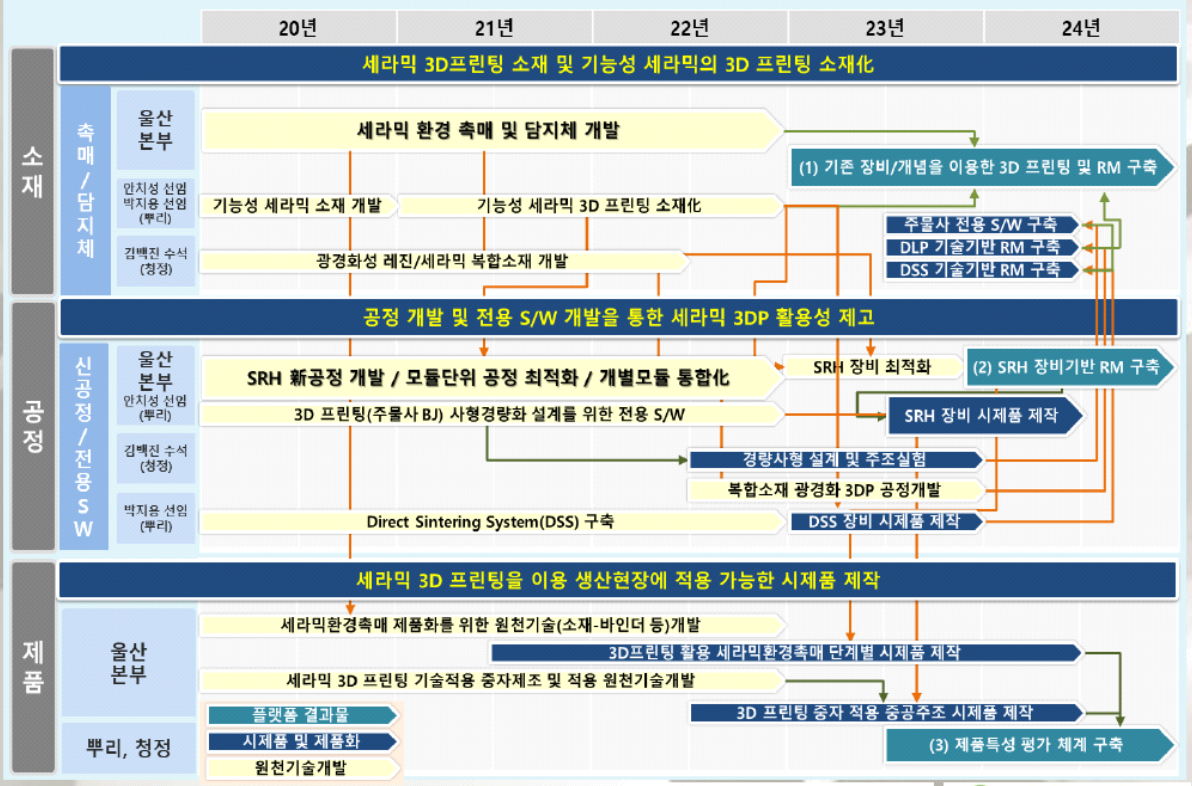 20년 21년 22년 23년 24년
소재
세라믹 3D프린팅 소재 및 기능성 세라믹의 3D 프린팅 소재化
촉매/담지체
울산
본부
세라믹 환경 촉매 및 담지체 개발
(1) 기존 장비/개념을 이용한 3D 프린팅 및 RM 구축
안치성 선임
박지용 선임
(뿌리)
기능성 세라믹 소재 개발
기능성 세라믹 3D 프린팅 소재化
주물사 전용 S/W 구축
DLP 기술기반 RM 구축
DSS 기술기반 RM 구축
김백진 수석
(청정)
광경화성 레진/세라믹 복합소재 개발
공정
공정 개발 및 전용 S/W 개발을 통한 세라믹 3DP 활용성 제고
신공정/전용SW
울산
본부
안치성 선임
(뿌리)
SRH 新공정 개발 / 모듈단위 공정 최적화 / 개별모듈 통합化
SRH 장비 최적화
(2) SRH 장비기반 RM 구축
3D 프린팅(주물사 BJ) 사형경량화 설계를 위한 전용 S/W
SRH 장비 시제품 제작
김백진 수석
(청정)
경량사형 설계 및 주조실험
복합소재 광경화 3DP 공정개발
박지용 선임
(뿌리)
Direct Sintering System(DSS) 구축
DSS 장비 시제품 제작
제품
세라믹 3D 프린팅을 이용 생산현장에 적용 가능한 시제품 제작
울산
본부
세라믹환경촉매 제품화를 위한 원천기술(소재-바인더 등)개발
3D프린팅 활용 세라믹환경촉매 단계별 시제품 제작
세라믹 3D 프린팅 기술적용 중자제조 및 적용 원천기술개발
3D 프린팅 중자 적용 중공주조 시제품 제작
뿌리, 청정
(3) 제품특성 평가 체계 구축
플랫폼 결과물
시제품 및 제품화
원천기술개발